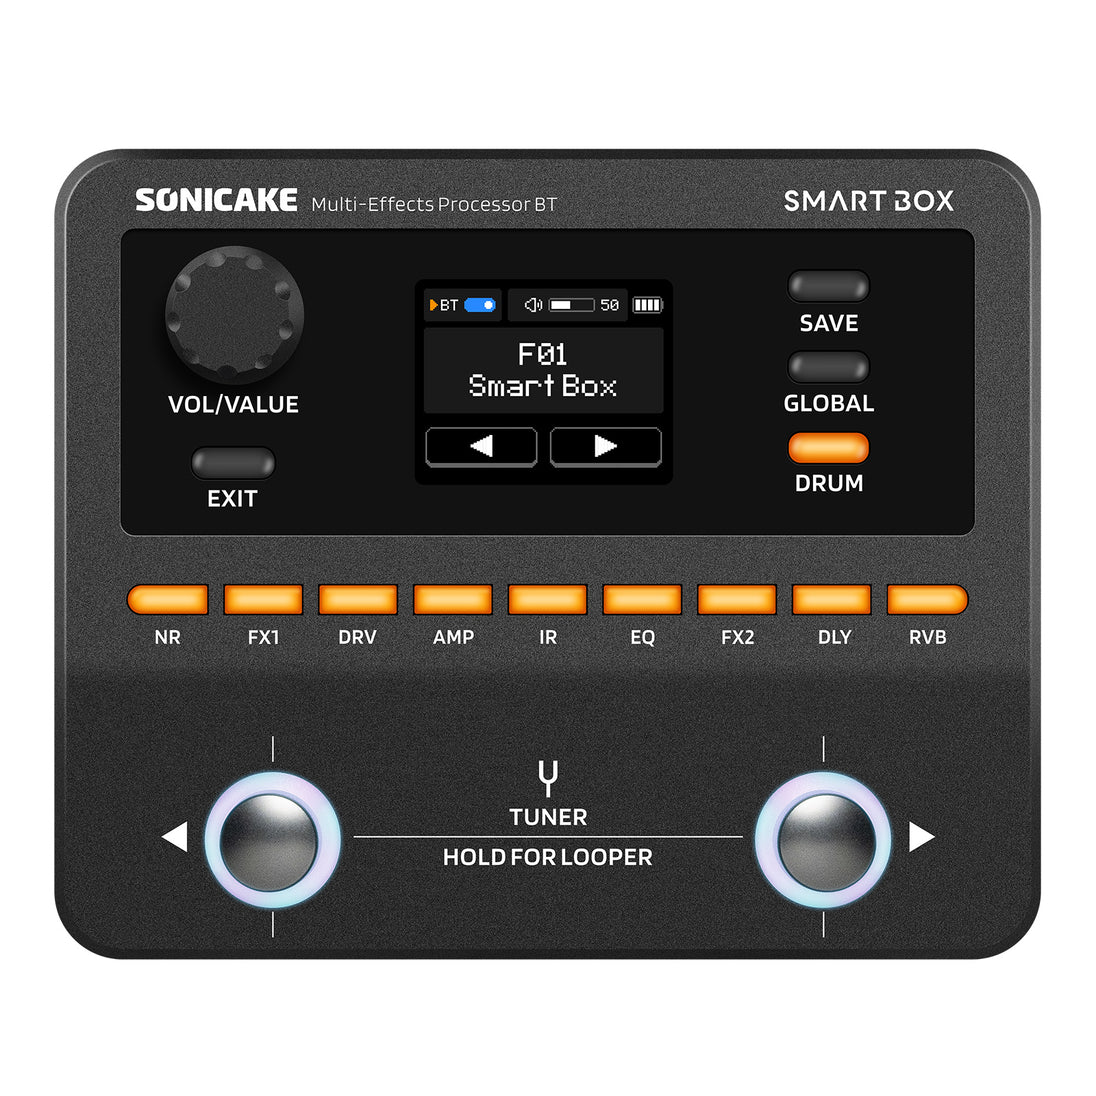 SONICAKE Multi-Effects Processor BT
SMART BOX
BT
50
F01
Smart Box
VOL/VALUE
EXIT
SAVE
GLOBAL
DRUM
NR FX1 DRV AMP IR EQ FX2 DLY RVB
TUNER
HOLD FOR LOOPER